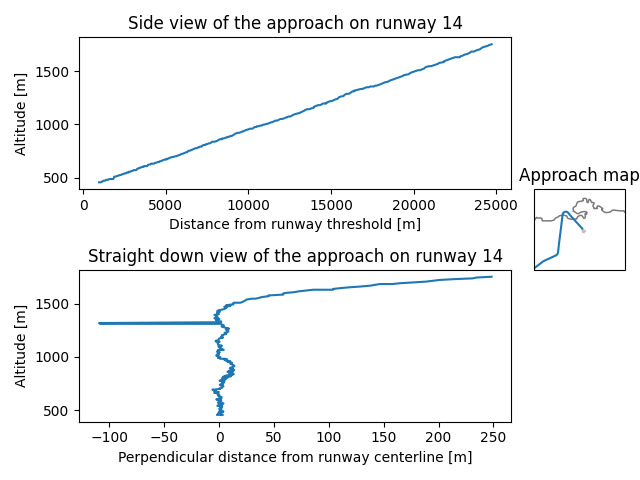 Side view of the approach on runway 14
1500
1000
500
Altitude [m]
0 5000 10000 15000 20000 25000
Distance from runway threshold [m]
Approach map
Straight down view of the approach on runway 14
1500
1000
500
Altitude [m]
−100 −50 0 50 100 150 200 250
Perpendicular distance from runway centerline [m]